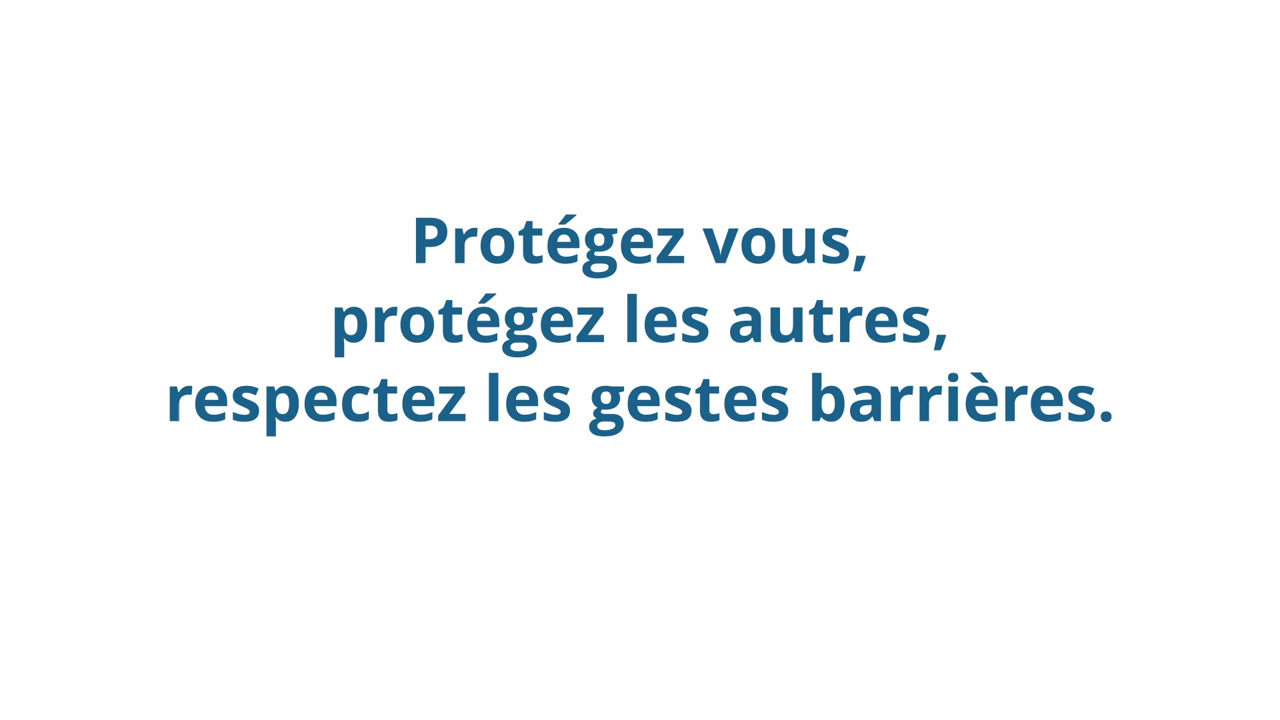 Protégez vous,
protégez les autres,
respectez les gestes barrières.